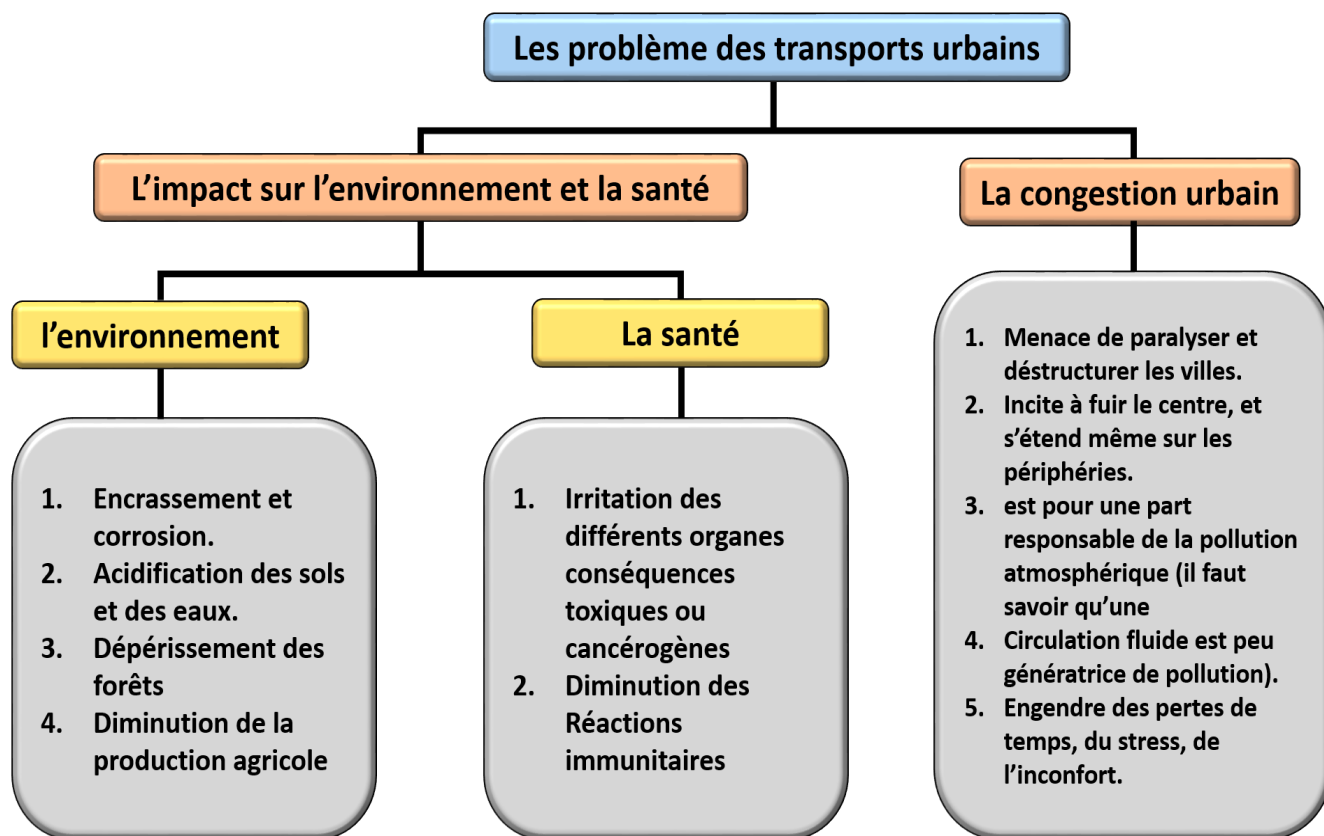 Les problème des transports urbains
L'impact sur l'environnement et la santé
La congestion urbain
l'environnement
La santé
1. Encrassement et
corrosion.
2. Acidification des sols
et des eaux.
3. Dépérissement des
forêts
4. Diminution de la
production agricole
1. Irritation des
différents organes
conséquences
toxiques ou
cancérogènes
2. Diminution des
Réactions
immunitaires
1. Menace de paralyser et
déstructurer les villes.
2. Incite à fuir le centre, et
s'étend même sur les
périphéries.
3. est pour une part
responsable de la pollution
atmosphérique (il faut
savoir qu'une
4. Circulation fluide est peu
génératrice de pollution).
5. Engendre des pertes de
temps, du stress, de
l'inconfort.